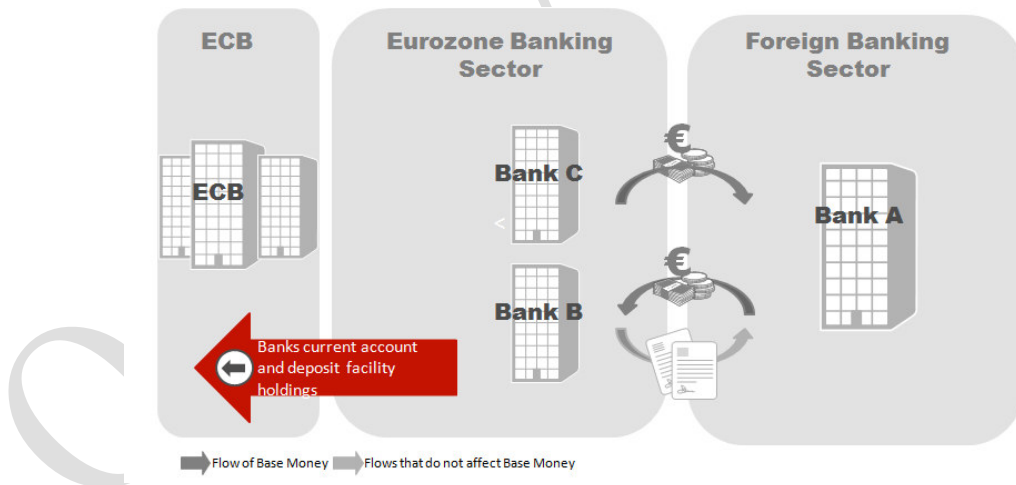 ECB
Eurozone Banking
Sector
Foreign Banking
Sector
€
Bank C
ECB
Bank A
<
€
Bank B
Banks current account
and deposit facility
holdings
Flow of Base Money
Flows that do not affect Base Money